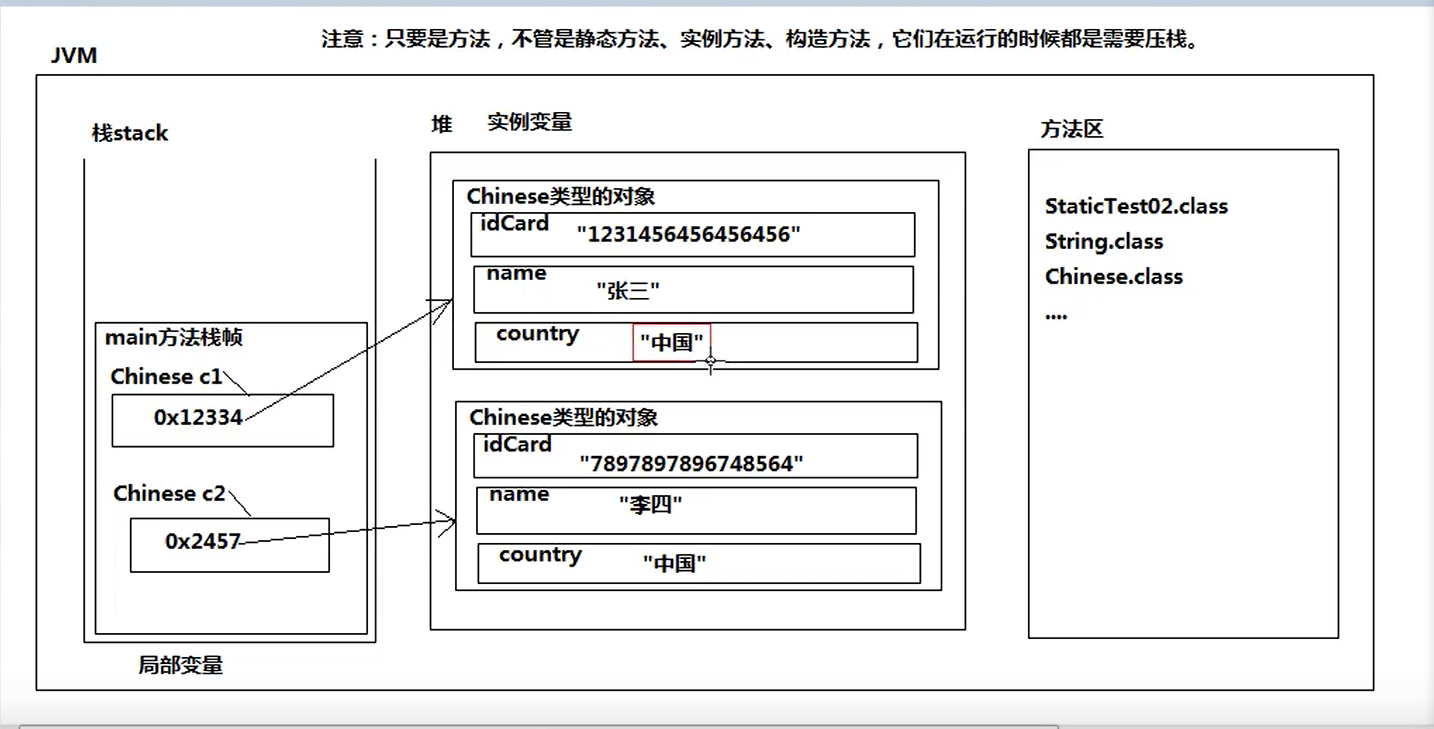 注意：只要是方法，不管是静态方法、实例方法、构造方法，它们在运行的时候都是需要压栈。
JVM
栈stack
main方法栈帧
Chinese c1
0x12334
Chinese c2
0x2457
局部变量
堆 实例变量
Chinese类型的对象
idCard
"1231456456456456"
name
"张三"
country
"中国"
Chinese类型的对象
idCard
"7897897896748564"
name
"李四"
country
"中国"
方法区
StaticTest02.class
String.class
Chinese.class
....